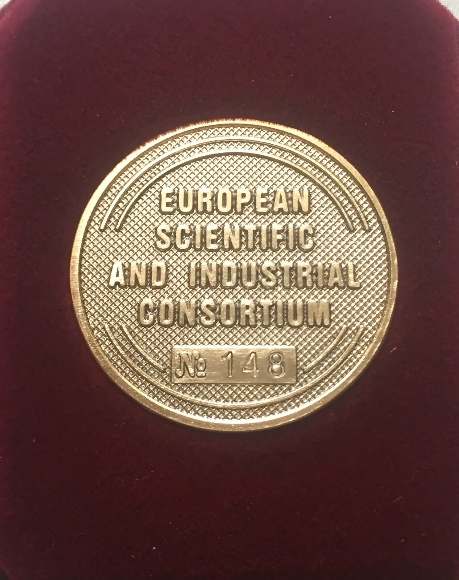 EUROPEAN
SCIENTIFIC
AND INDUSTRIAL
CONSORTIUM
№ 148